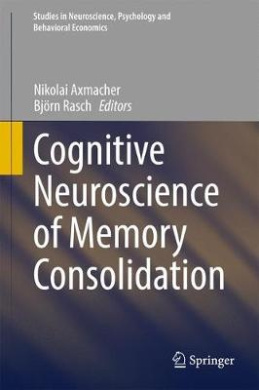 Studies in Neuroscience, Psychology and
Behavioral Economics
Nikolai Axmacher
Björn Rasch Editors
Cognitive
Neuroscience
of Memory
Consolidation
Springer